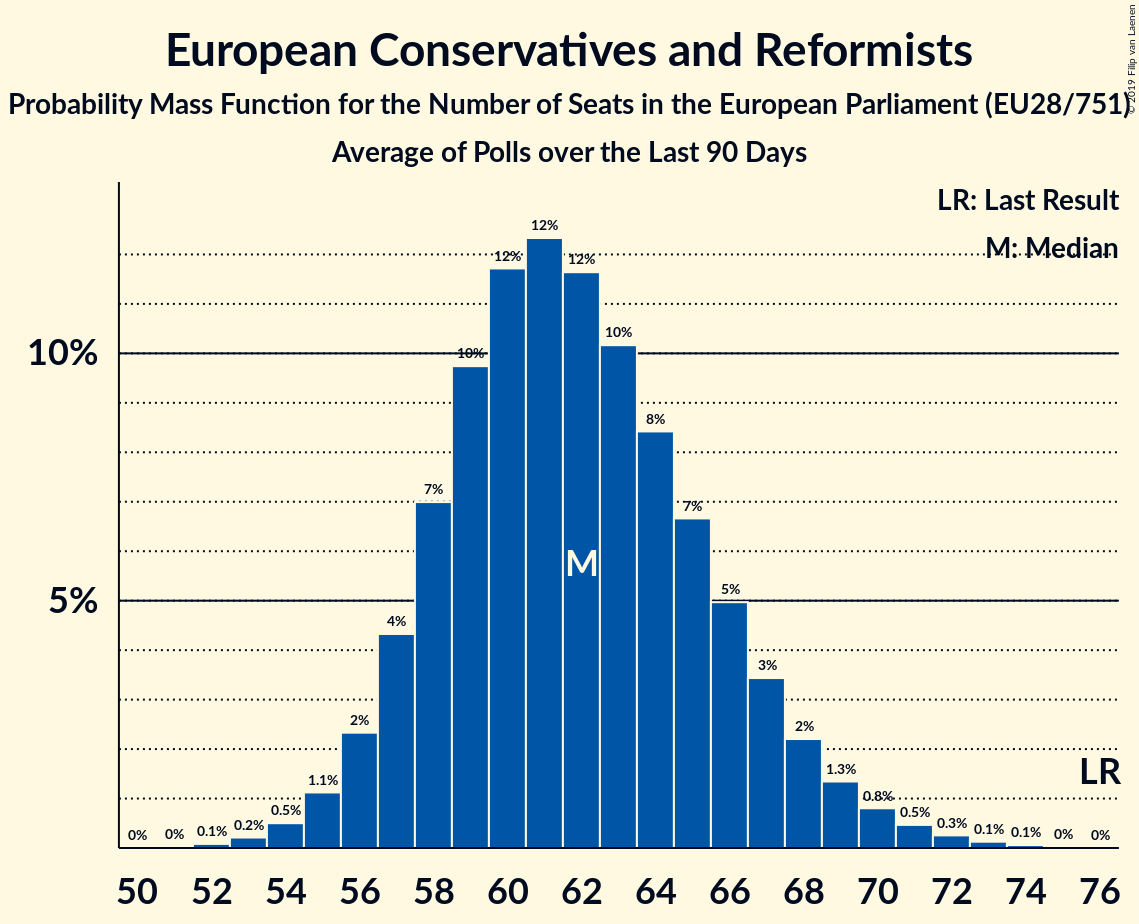 European Conservatives and Reformists
Probability Mass Function for the Number of Seats in the European Parliament (EU28/751)
Average of Polls over the Last 90 Days
© 2019 Filip van Laenen
LR: Last Result
M: Median
12%
12% 12%
10%
10% 10%
8%
7% 7%
M
5% 5%
4%
3%
2% 2%
LR
1.1% 1.3%
0.5% 0.8% 0.5%
0% 0% 0.1% 0.2% 0.3% 0.1% 0.1% 0% 0%
50 52 54 56 58 60 62 64 66 68 70 72 74 76